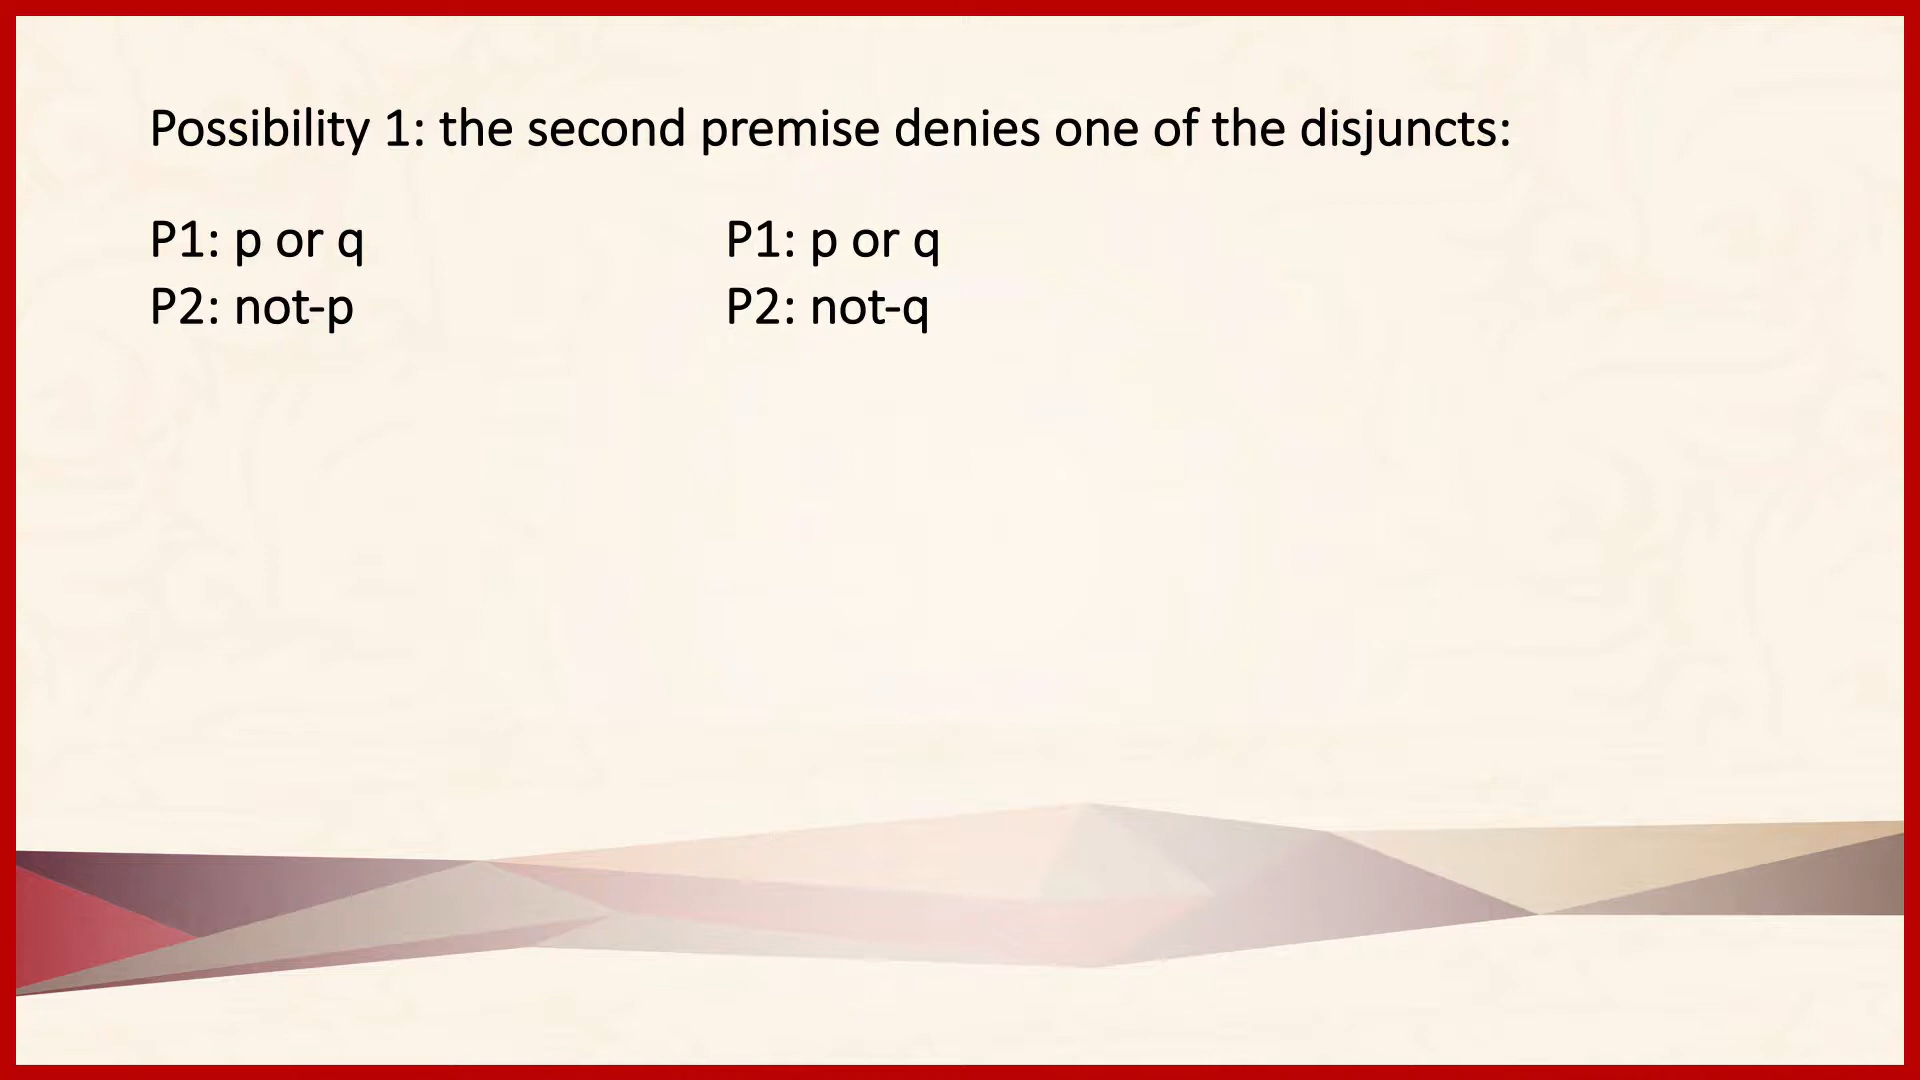 Possibility 1: the second premise denies one of the disjuncts:
P1: p or q
P2: not-p
P1: p or q
P2: not-q